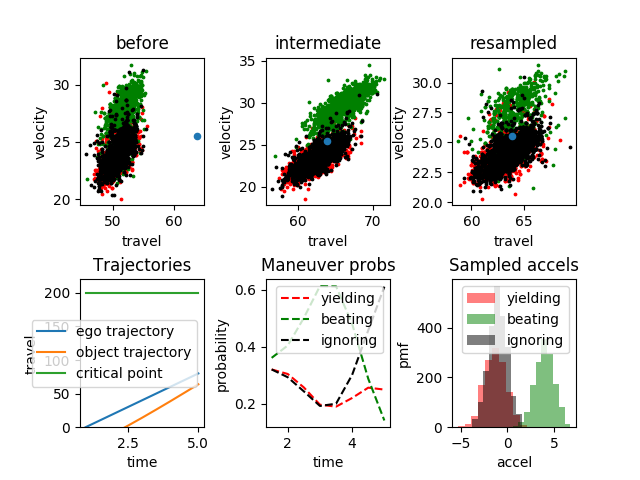 before
intermediate
resampled
velocity
30
25
20
50
60
travel
velocity
35
30
25
20
60
70
travel
velocity
30.0
27.5
25.0
22.5
20.0
60
65
travel
Trajectories
Maneuver probs
Sampled accels
travel
200
150
100
50
0
ego trajectory
object trajectory
critical point
2.5
5.0
time
probability
0.6
0.4
0.2
yielding
beating
ignoring
2
4
time
pmf
400
200
0
yielding
beating
ignoring
−5
0
5
accel